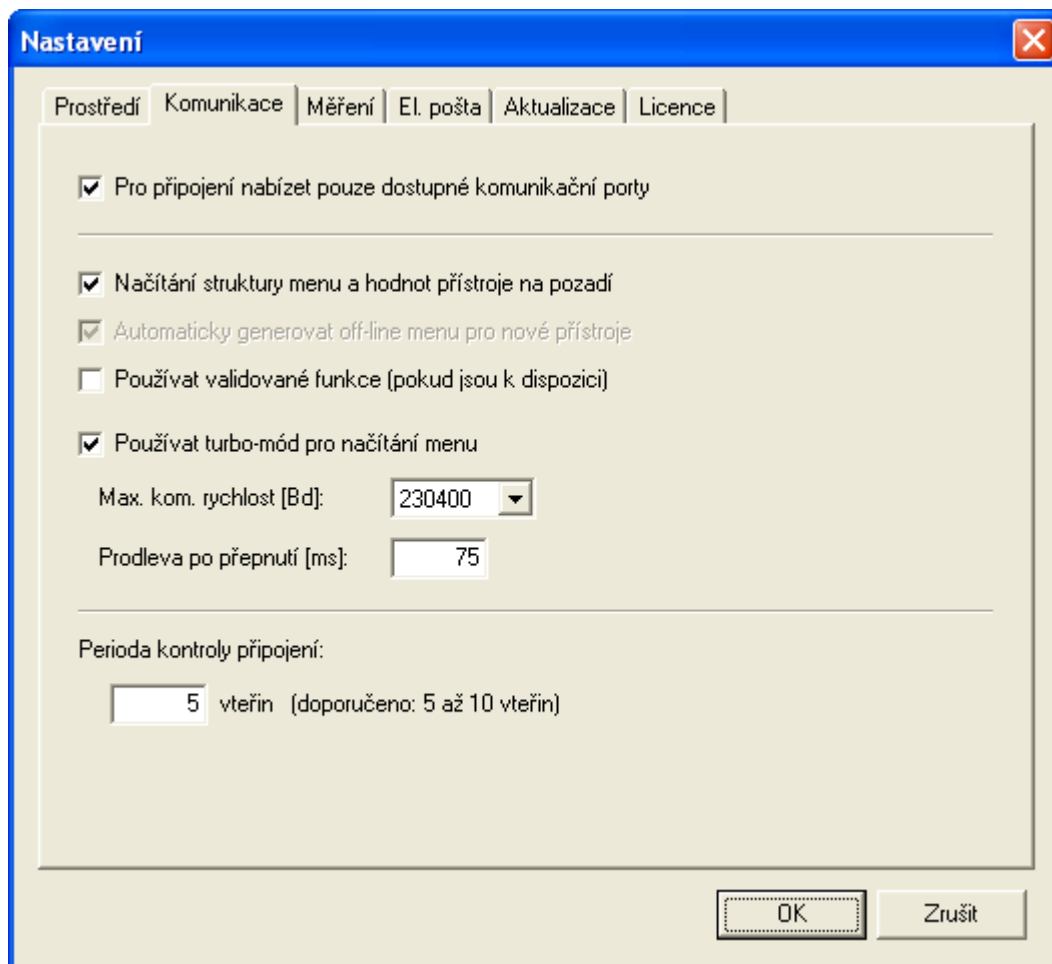 Nastavení
Prostředí Komunikace Měření El. pošta Aktualizace Licence
Pro připojení nabízet pouze dostupné komunikační porty
Načítání struktury menu a hodnot přístroje na pozadí
Automaticky generovat off-line menu pro nové přístroje
Používat validované funkce (pokud jsou k dispozici)
Používat turbo-mód pro načítání menu
Max. kom. rychlost [Bd]: 230400
Prodleva po přepnutí [ms]: 75
Perioda kontroly připojení:
5 vteřin (doporučeno: 5 až 10 vteřin)
OK Zrušit